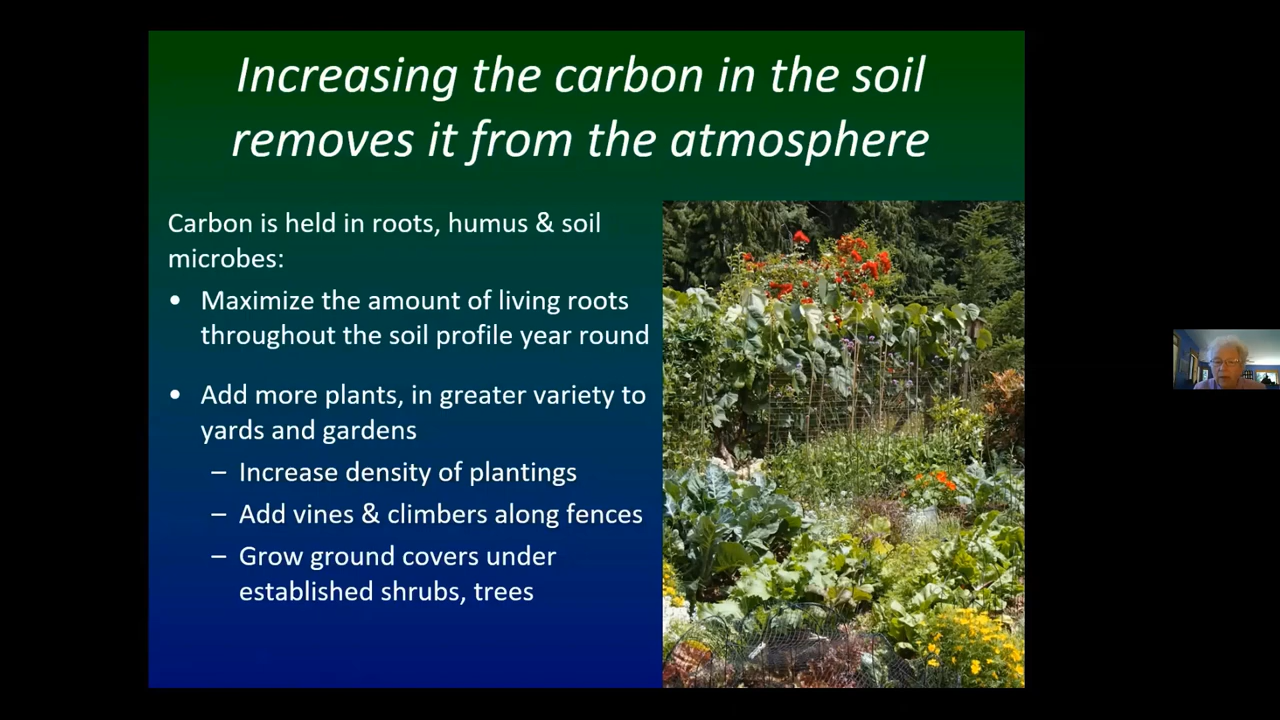 Increasing the carbon in the soil
removes it from the atmosphere
Carbon is held in roots, humus & soil
microbes:
• Maximize the amount of living roots
throughout the soil profile year round
• Add more plants, in greater variety to
yards and gardens
– Increase density of plantings
– Add vines & climbers along fences
– Grow ground covers under
established shrubs, trees